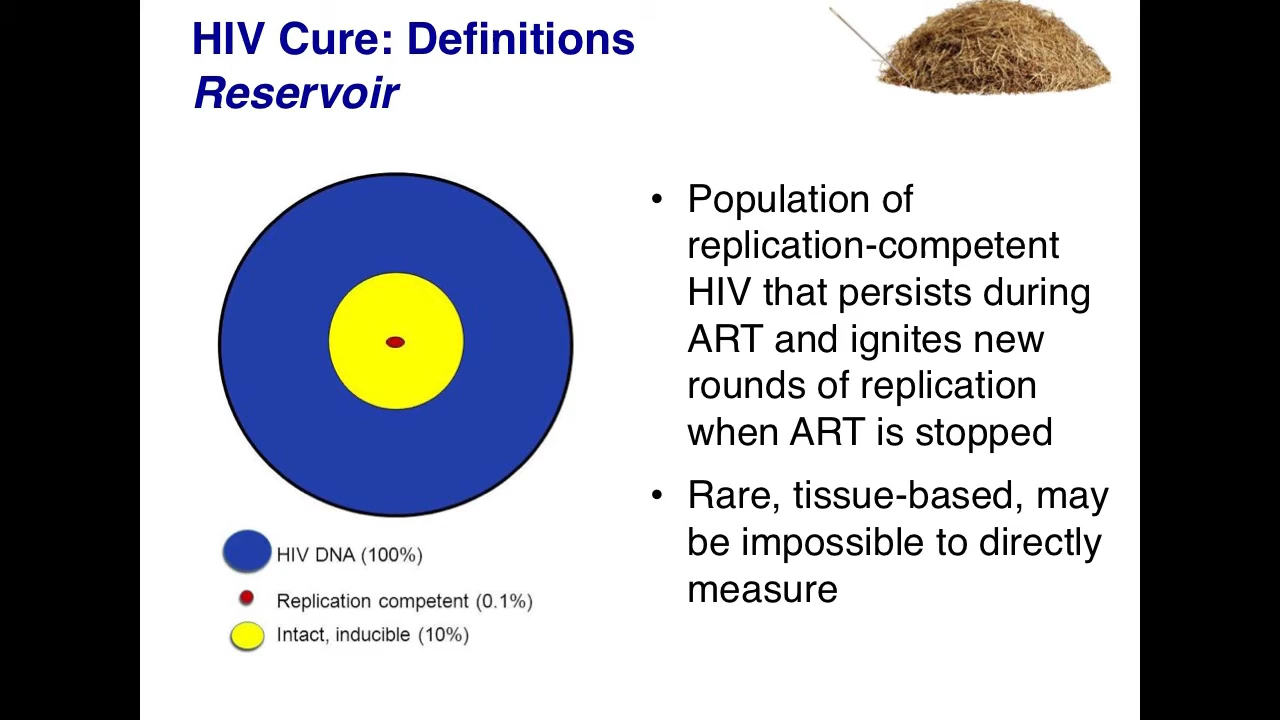 HIV Cure: Definitions
Reservoir
• Population of
replication-competent
HIV that persists during
ART and ignites new
rounds of replication
when ART is stopped
• Rare, tissue-based, may
be impossible to directly
measure
HIV DNA (100%)
Replication competent (0.1%)
Intact, inducible (10%)